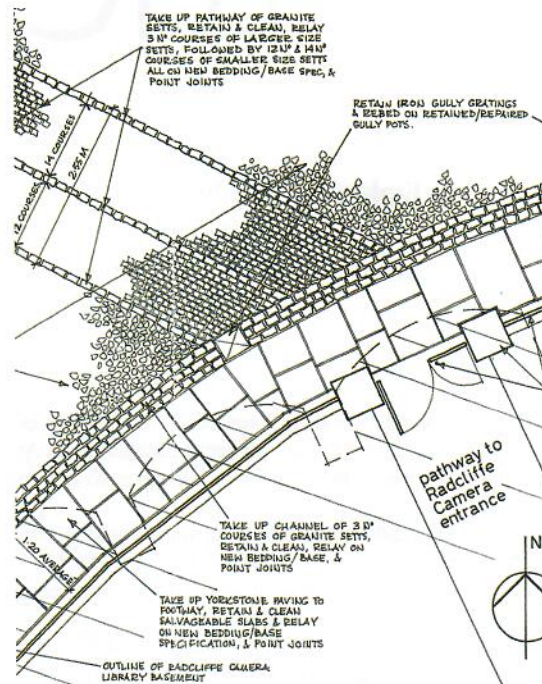 TAKE UP PATHWAY OF GRANITE
SETTS, RETAIN & CLEAN, RELAY
3 Nº COURSES OF LARGER SIZE
SETTS, FOLLOWED BY 12Nº & 14Nº
COURSES OF SMALLER SIZE SETTS
ALL ON NEW BEDDING/BASE SPEC, &
POINT JOINTS
RETAIN IRON GULLY GRATINGS
& REBED ON RETAINED/REPAIRED
GULLY POTS.
14 COURSES
2.55 M
12 COURSES
pathway to
Radcliffe
Camera
entrance
TAKE UP CHANNEL OF 3 Nº
COURSES OF GRANITE SETTS,
RETAIN & CLEAN, RELAY ON
NEW BEDDING/BASE, &
POINT JOINTS
N
1.20 AVERAGE
TAKE UP YORKSTONE PAVING TO
FOOTWAY, RETAIN & CLEAN
SALVAGEABLE SLABS & RELAY
ON NEW BEDDING/BASE
SPECIFICATION, & POINT JOINTS
OUTLINE OF RADCLIFFE CAMERA
LIBRARY BASEMENT